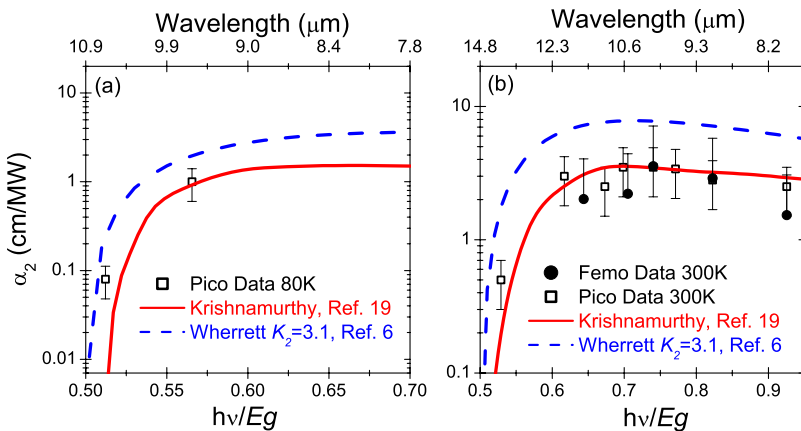 Wavelength (μm)
10.9 9.9 9.0 8.4 7.8
(a)
10
1
0.1
0.01
α2 (cm/MW)
Pico Data 80K
Krishnamurthy, Ref. 19
Wherrett K2=3.1, Ref. 6
0.50 0.55 0.60 0.65 0.70
hν/Eg
Wavelength (μm)
14.8 12.3 10.6 9.3 8.2
(b)
10
1
0.1
Femo Data 300K
Pico Data 300K
Krishnamurthy, Ref. 19
Wherrett K2=3.1, Ref. 6
0.5 0.6 0.7 0.8 0.9
hν/Eg